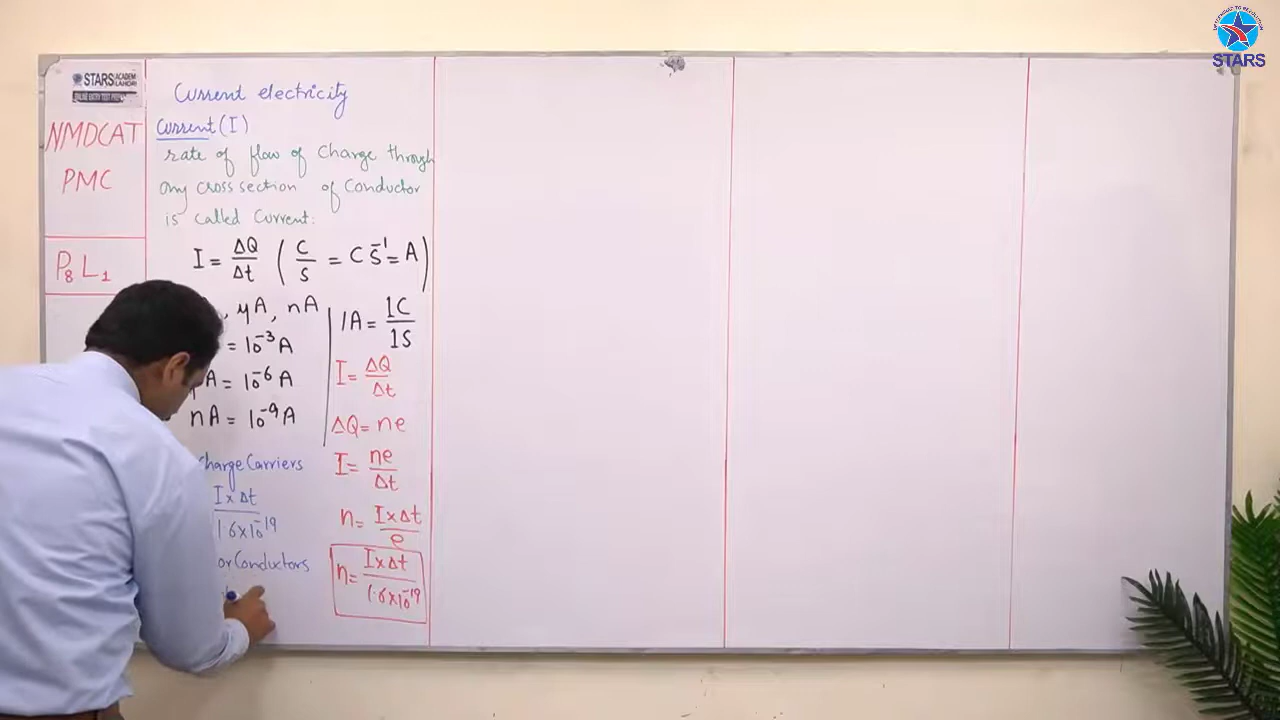 STARS
STARS ACADEMY LAHORE
NMDCAT
PMC
P8 L1
Current electricity
Current (I)
rate of flow of Charge through
any cross section of Conductor
is called Current.
I = ΔQ/Δt ( C/s = C s⁻¹ = A )
, μA, nA
= 10⁻³ A
μA = 10⁻⁶ A
nA = 10⁻⁹ A
Charge Carriers
I × Δt
1.6×10⁻¹⁹
or Conductors
1A = 1C/1S
I = ΔQ/Δt
ΔQ = ne
I = ne/Δt
n = I×Δt/e
n = I×Δt/1.6×10⁻¹⁹